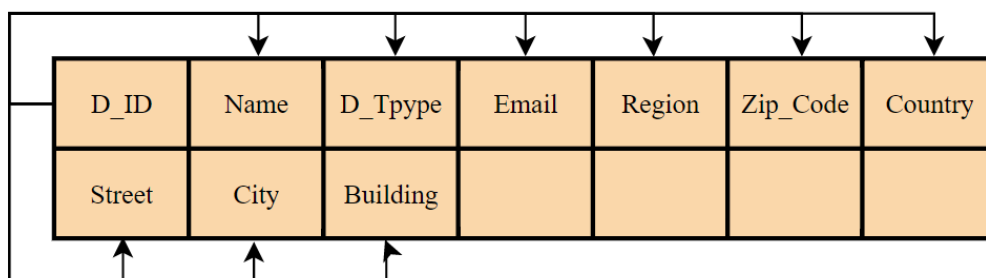 D_ID Name D_Tpype Email Region Zip_Code Country
Street City Building